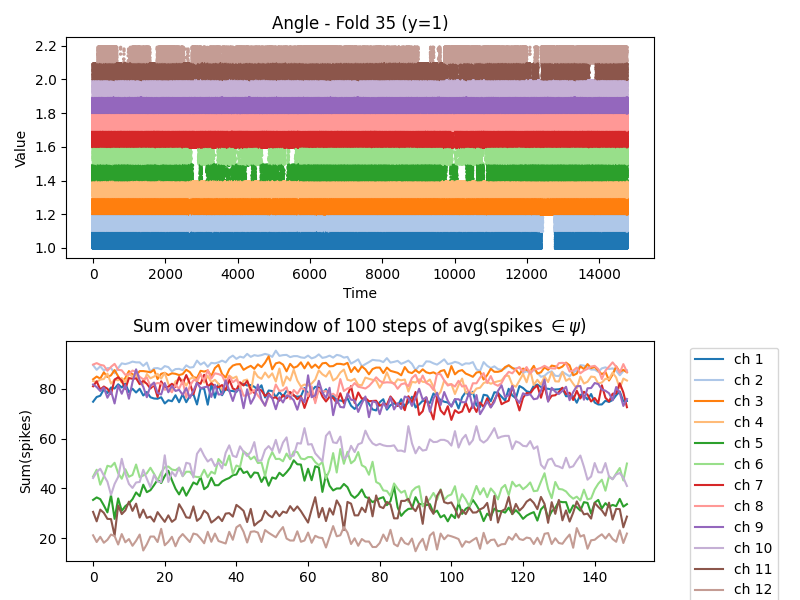 Angle - Fold 35 (y=1)
Value
2.2
2.0
1.8
1.6
1.4
1.2
1.0
0 2000 4000 6000 8000 10000 12000 14000
Time
Sum over timewindow of 100 steps of avg(spikes ∈ ψ)
Sum(spikes)
80
60
40
20
0 20 40 60 80 100 120 140
ch 1
ch 2
ch 3
ch 4
ch 5
ch 6
ch 7
ch 8
ch 9
ch 10
ch 11
ch 12